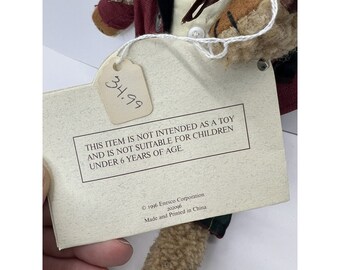 34.99
THIS ITEM IS NOT INTENDED AS A TOY
AND IS NOT SUITABLE FOR CHILDREN
UNDER 6 YEARS OF AGE.
© 1996 Enesco Corporation
202096
Made and Printed in China